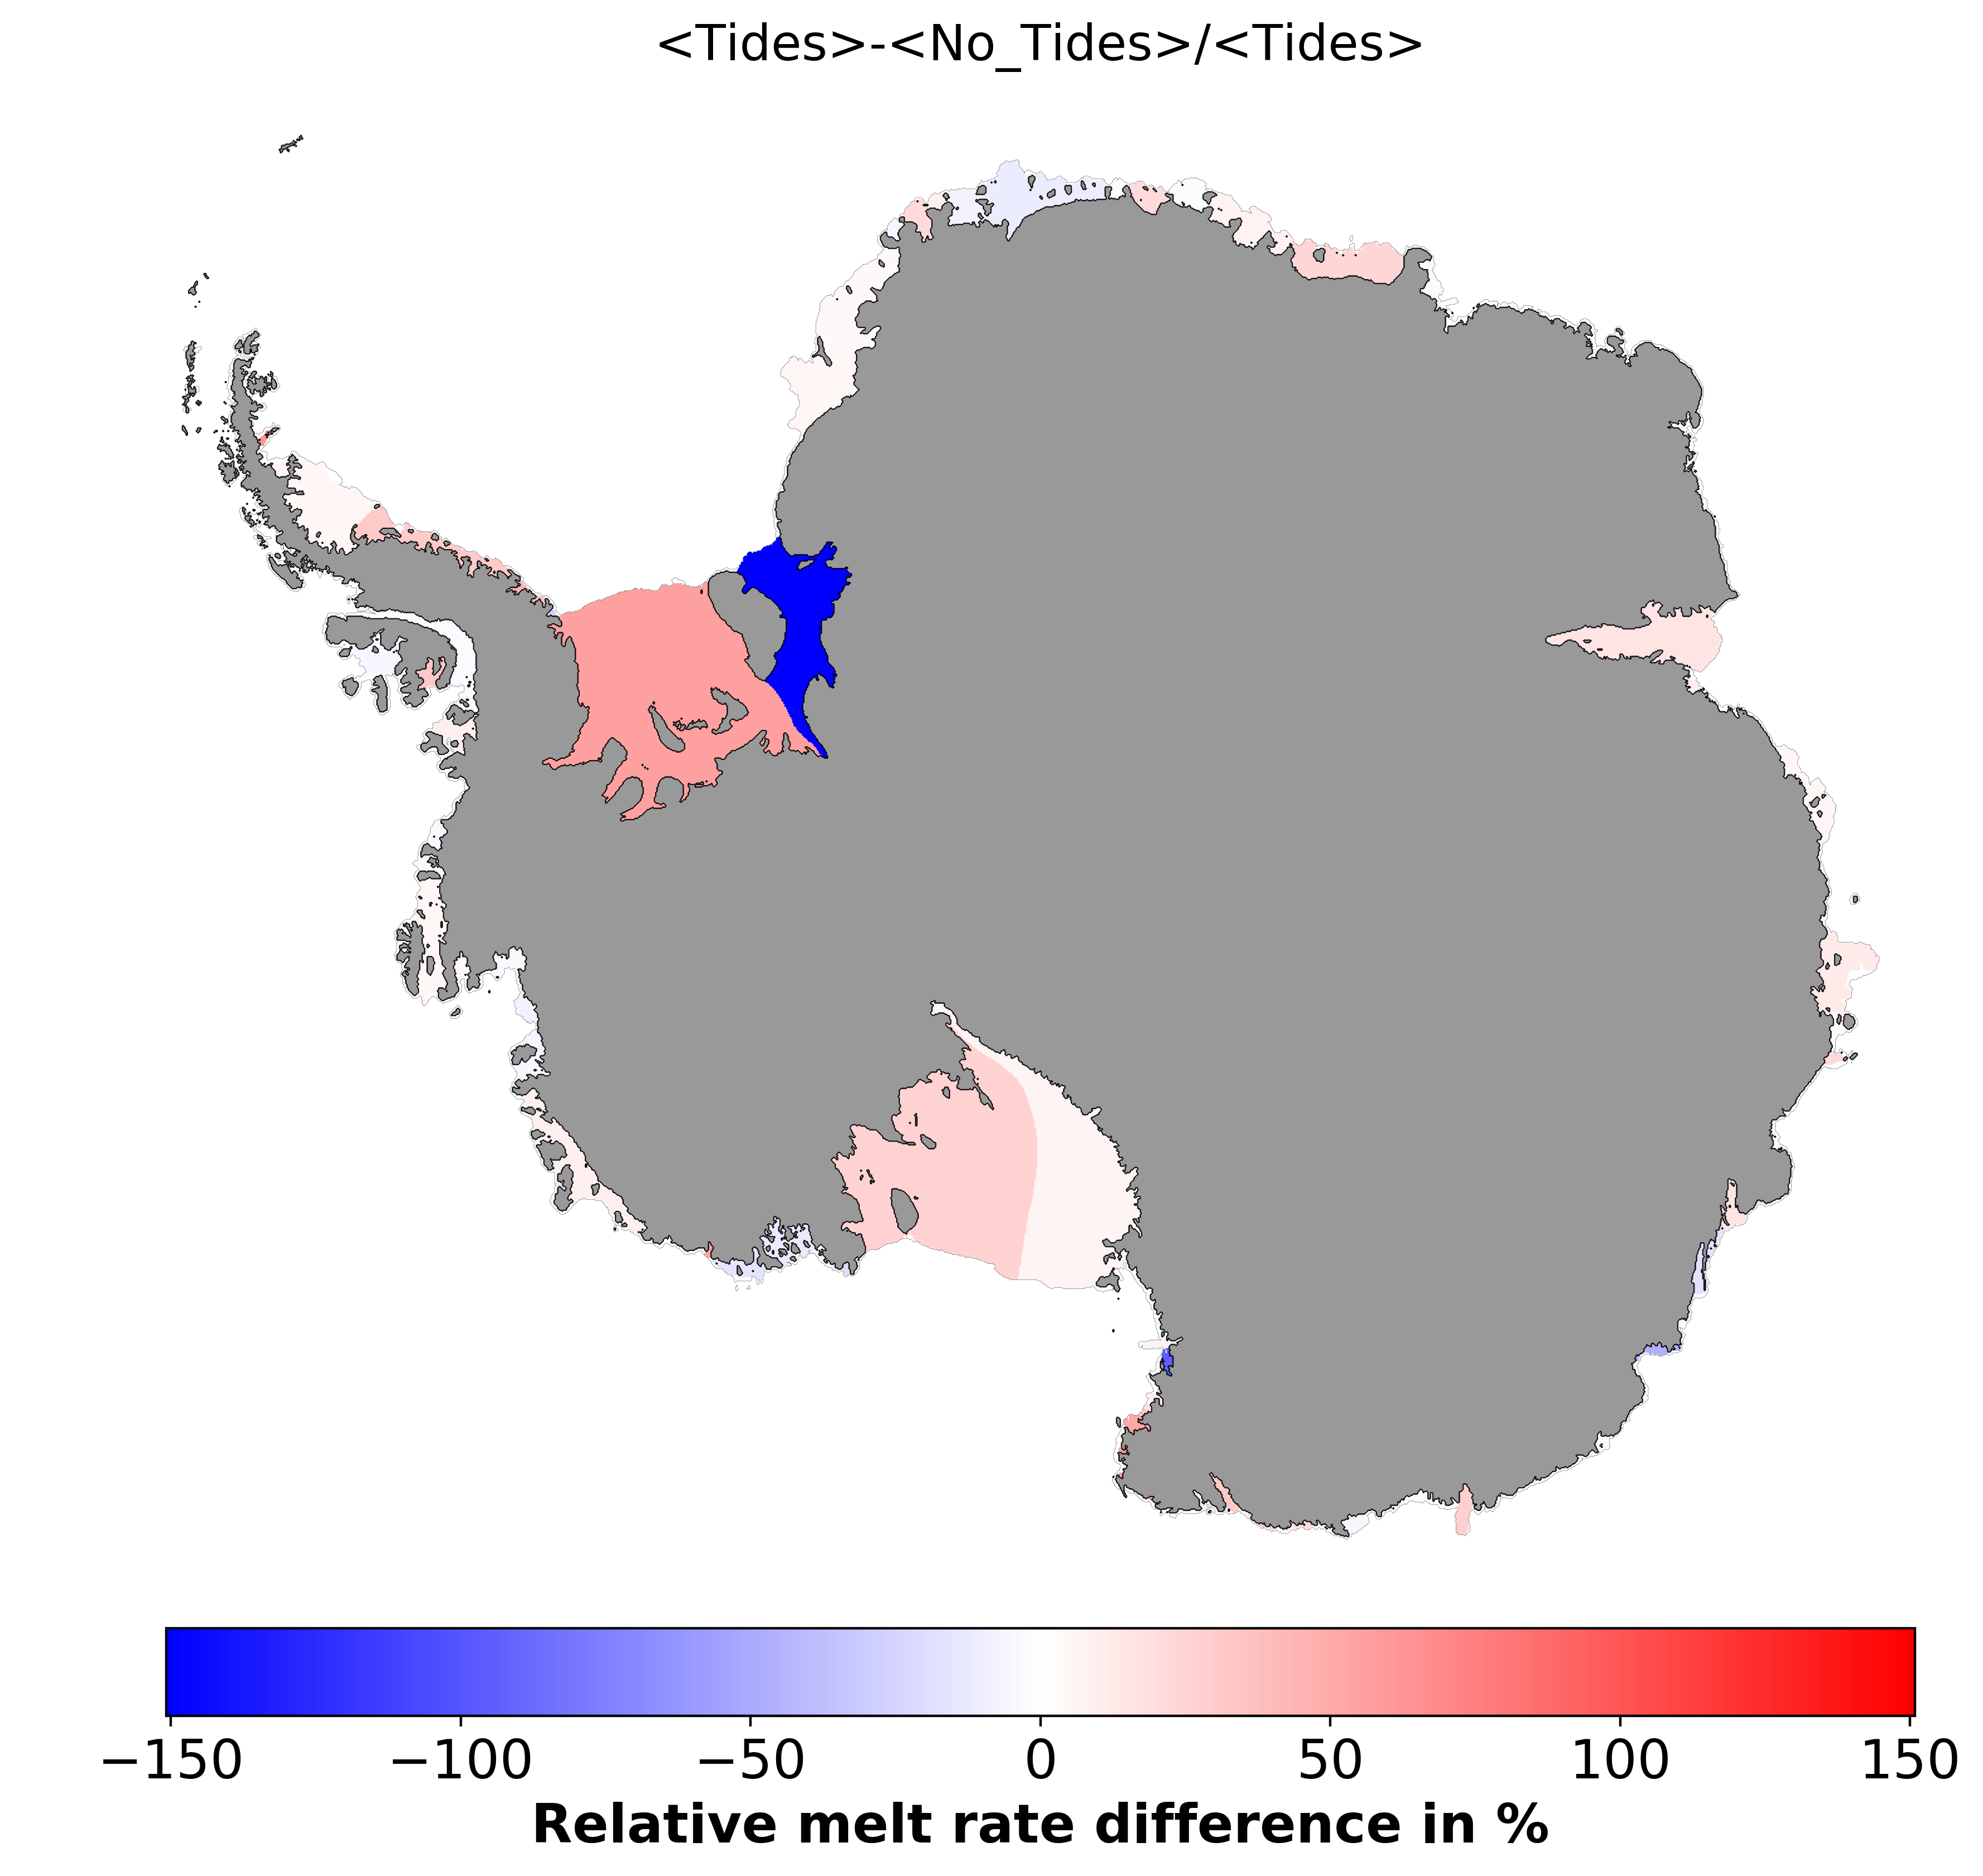 <Tides>-<No_Tides>/<Tides>
−150 −100 −50 0 50 100 150
Relative melt rate difference in %